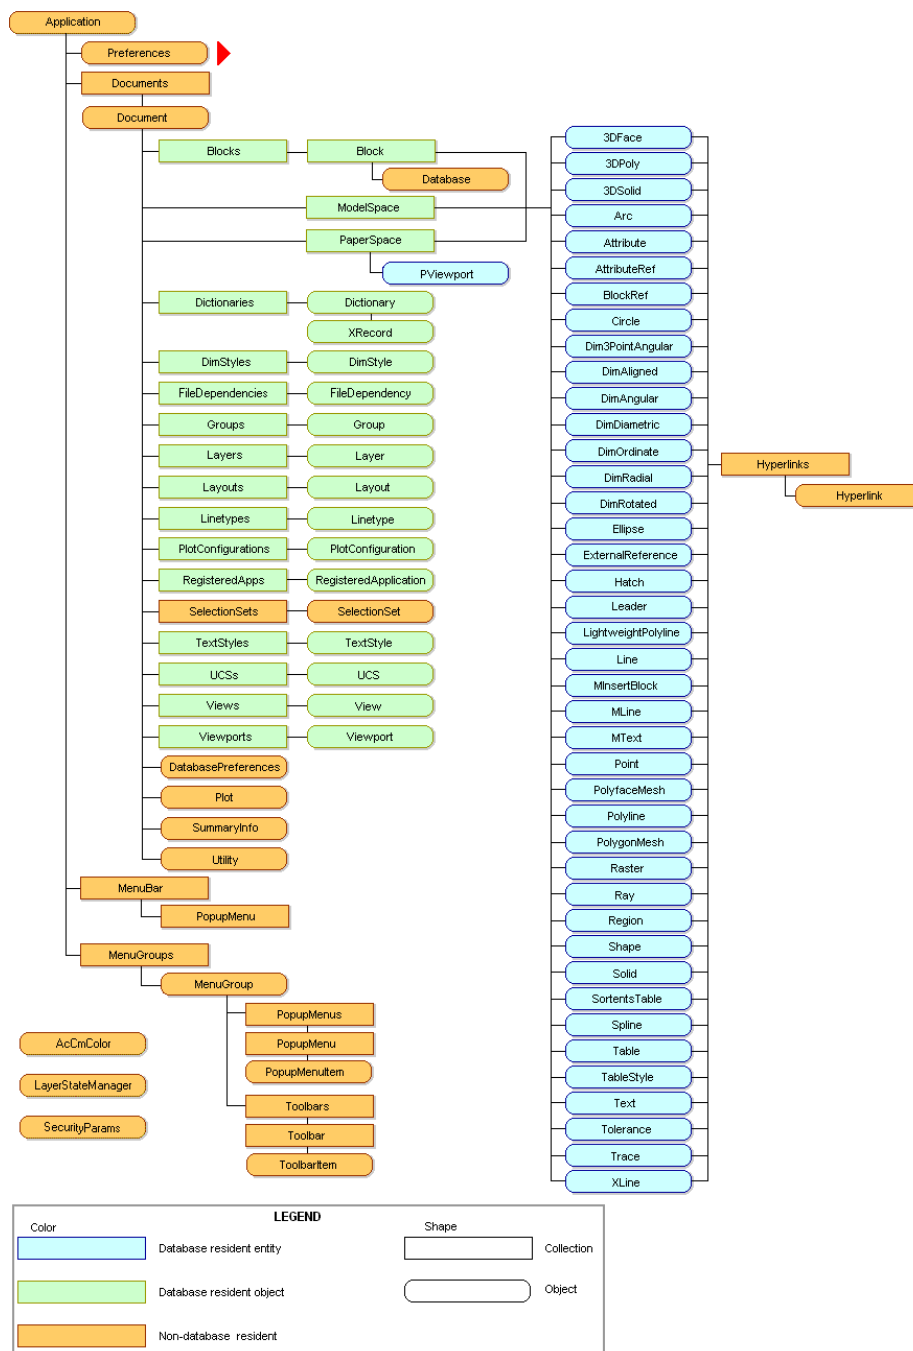 Application
Preferences
Documents
Document
Blocks
Block
Database
ModelSpace
PaperSpace
PViewport
Dictionaries
Dictionary
XRecord
DimStyles
DimStyle
FileDependencies
FileDependency
Groups
Group
Layers
Layer
Layouts
Layout
Linetypes
Linetype
PlotConfigurations
PlotConfiguration
RegisteredApps
RegisteredApplication
SelectionSets
SelectionSet
TextStyles
TextStyle
UCSs
UCS
Views
View
Viewports
Viewport
DatabasePreferences
Plot
SummaryInfo
Utility
MenuBar
PopupMenu
MenuGroups
MenuGroup
PopupMenus
PopupMenu
PopupMenuItem
Toolbars
Toolbar
ToolbarItem
AcCmColor
LayerStateManager
SecurityParams
3DFace
3DPoly
3DSolid
Arc
Attribute
AttributeRef
BlockRef
Circle
Dim3PointAngular
DimAligned
DimAngular
DimDiametric
DimOrdinate
DimRadial
DimRotated
Ellipse
ExternalReference
Hatch
Leader
LightweightPolyline
Line
MInsertBlock
MLine
MText
Point
PolyfaceMesh
Polyline
PolygonMesh
Raster
Ray
Region
Shape
Solid
SortentsTable
Spline
Table
TableStyle
Text
Tolerance
Trace
XLine
Hyperlinks
Hyperlink
LEGEND
Color
Shape
Database resident entity
Collection
Database resident object
Object
Non-database resident